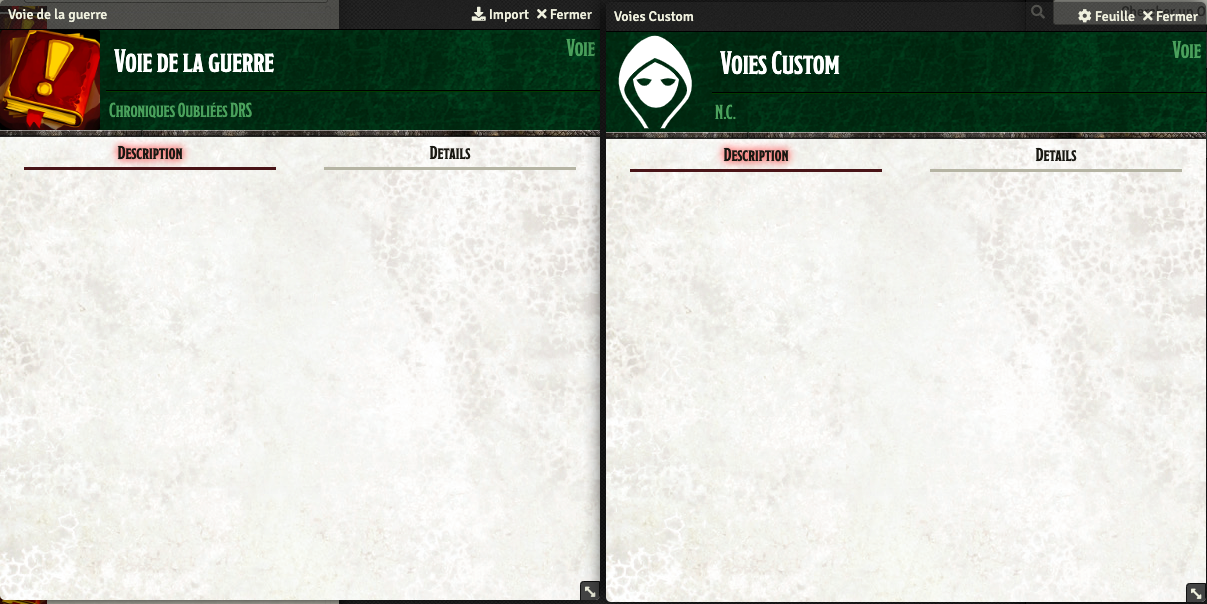 Voie de la guerre
Import
Fermer
Voie de la guerre
Voie
Chroniques Oubliées DRS
Description
Details
Voies Custom
Feuille
Fermer
Voies Custom
Voie
N.C.
Description
Details